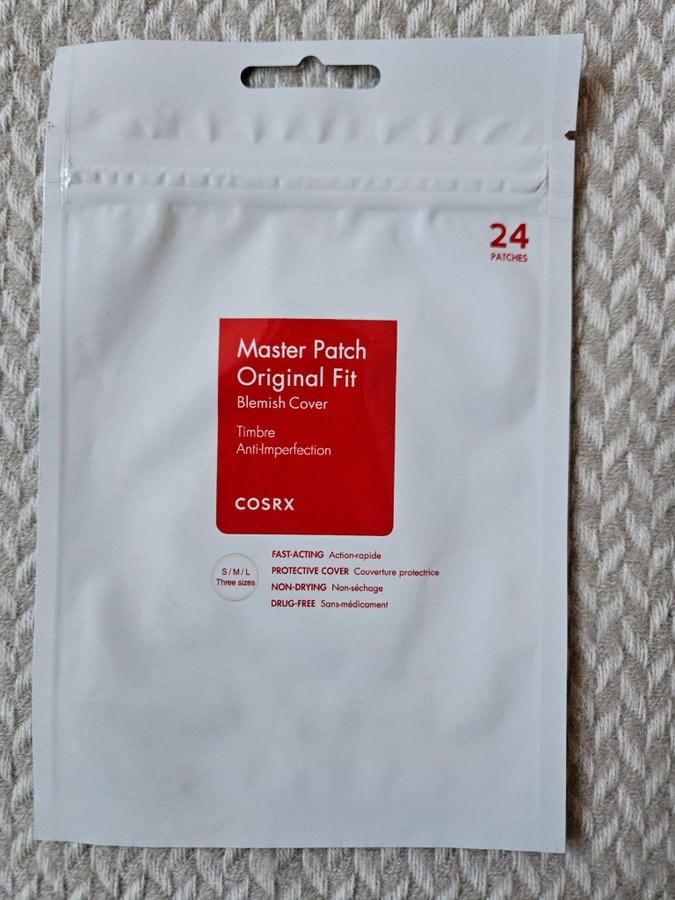 24
PATCHES
Master Patch
Original Fit
Blemish Cover
Timbre
Anti-Imperfection
COSRX
S / M / L
Three sizes
FAST-ACTING Action-rapide
PROTECTIVE COVER Couverture protectrice
NON-DRYING Non-séchage
DRUG-FREE Sans-médicament